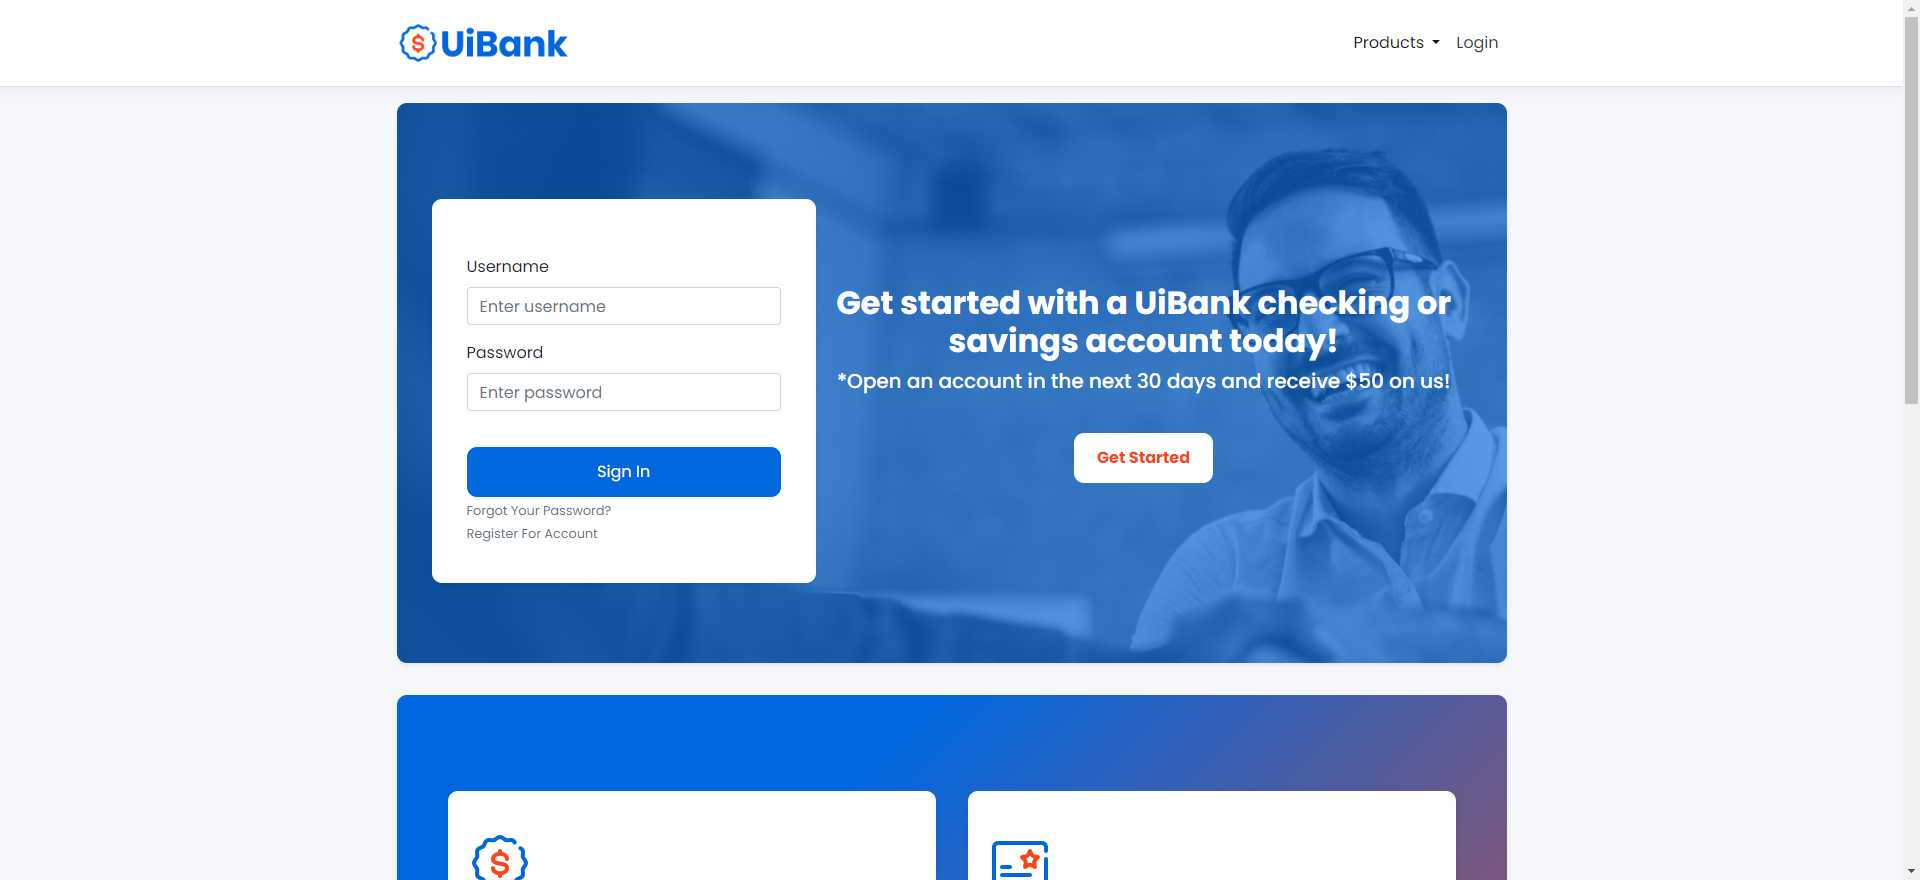 UiBank
Products
Login
Username
Enter username
Password
Enter password
Sign In
Forgot Your Password?
Register For Account
Get started with a UiBank checking or
savings account today!
*Open an account in the next 30 days and receive $50 on us!
Get Started